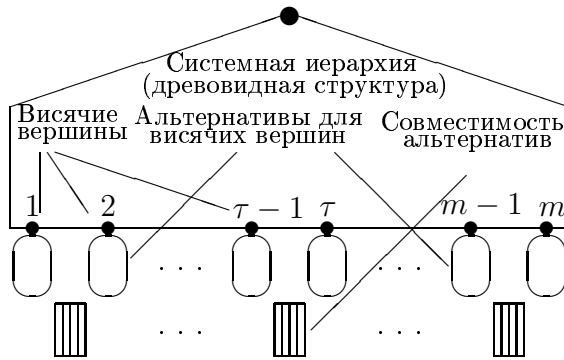 Системная иерархия
(древовидная структура)
Висячие
вершины
Альтернативы для
висячих вершин
Совместимость
альтернатив
1 2 τ − 1 τ m − 1 m
. . . . . .
. . . . . .